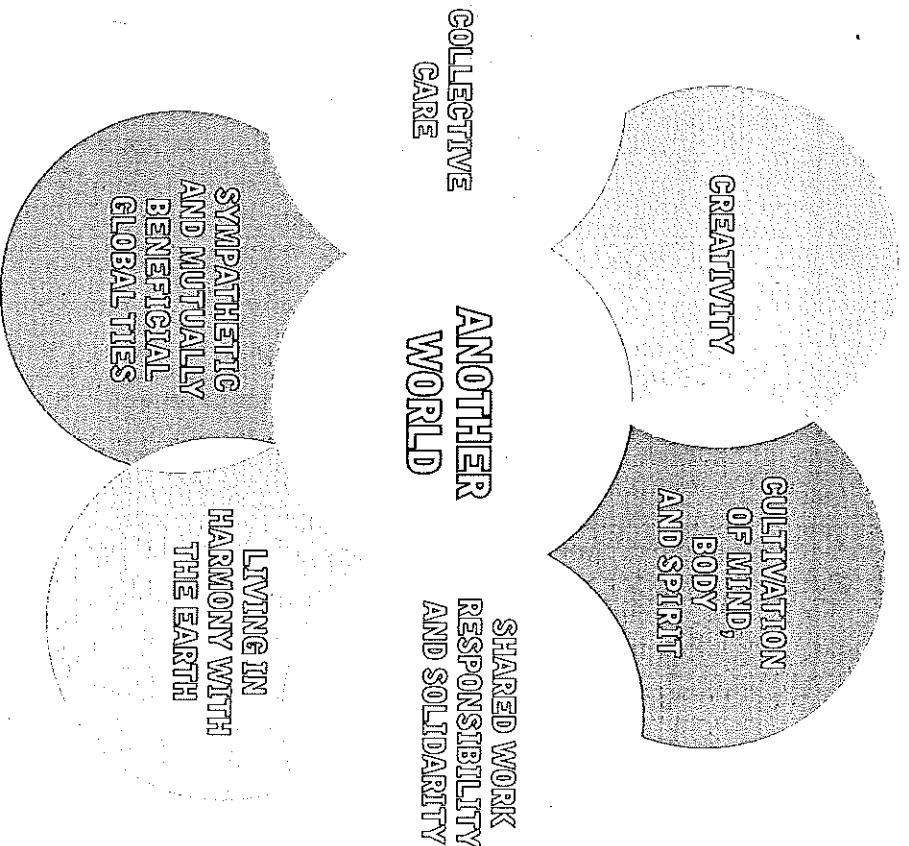 CREATIVITY
CULTIVATION
OF MIND,
BODY
AND SPIRIT
COLLECTIVE
CARE
ANOTHER
WORLD
SHARED WORK
RESPONSIBILITY
AND SOLIDARITY
SYMPATHETIC
AND MUTUALLY
BENEFICIAL
GLOBAL TIES
LIVING IN
HARMONY WITH
THE EARTH